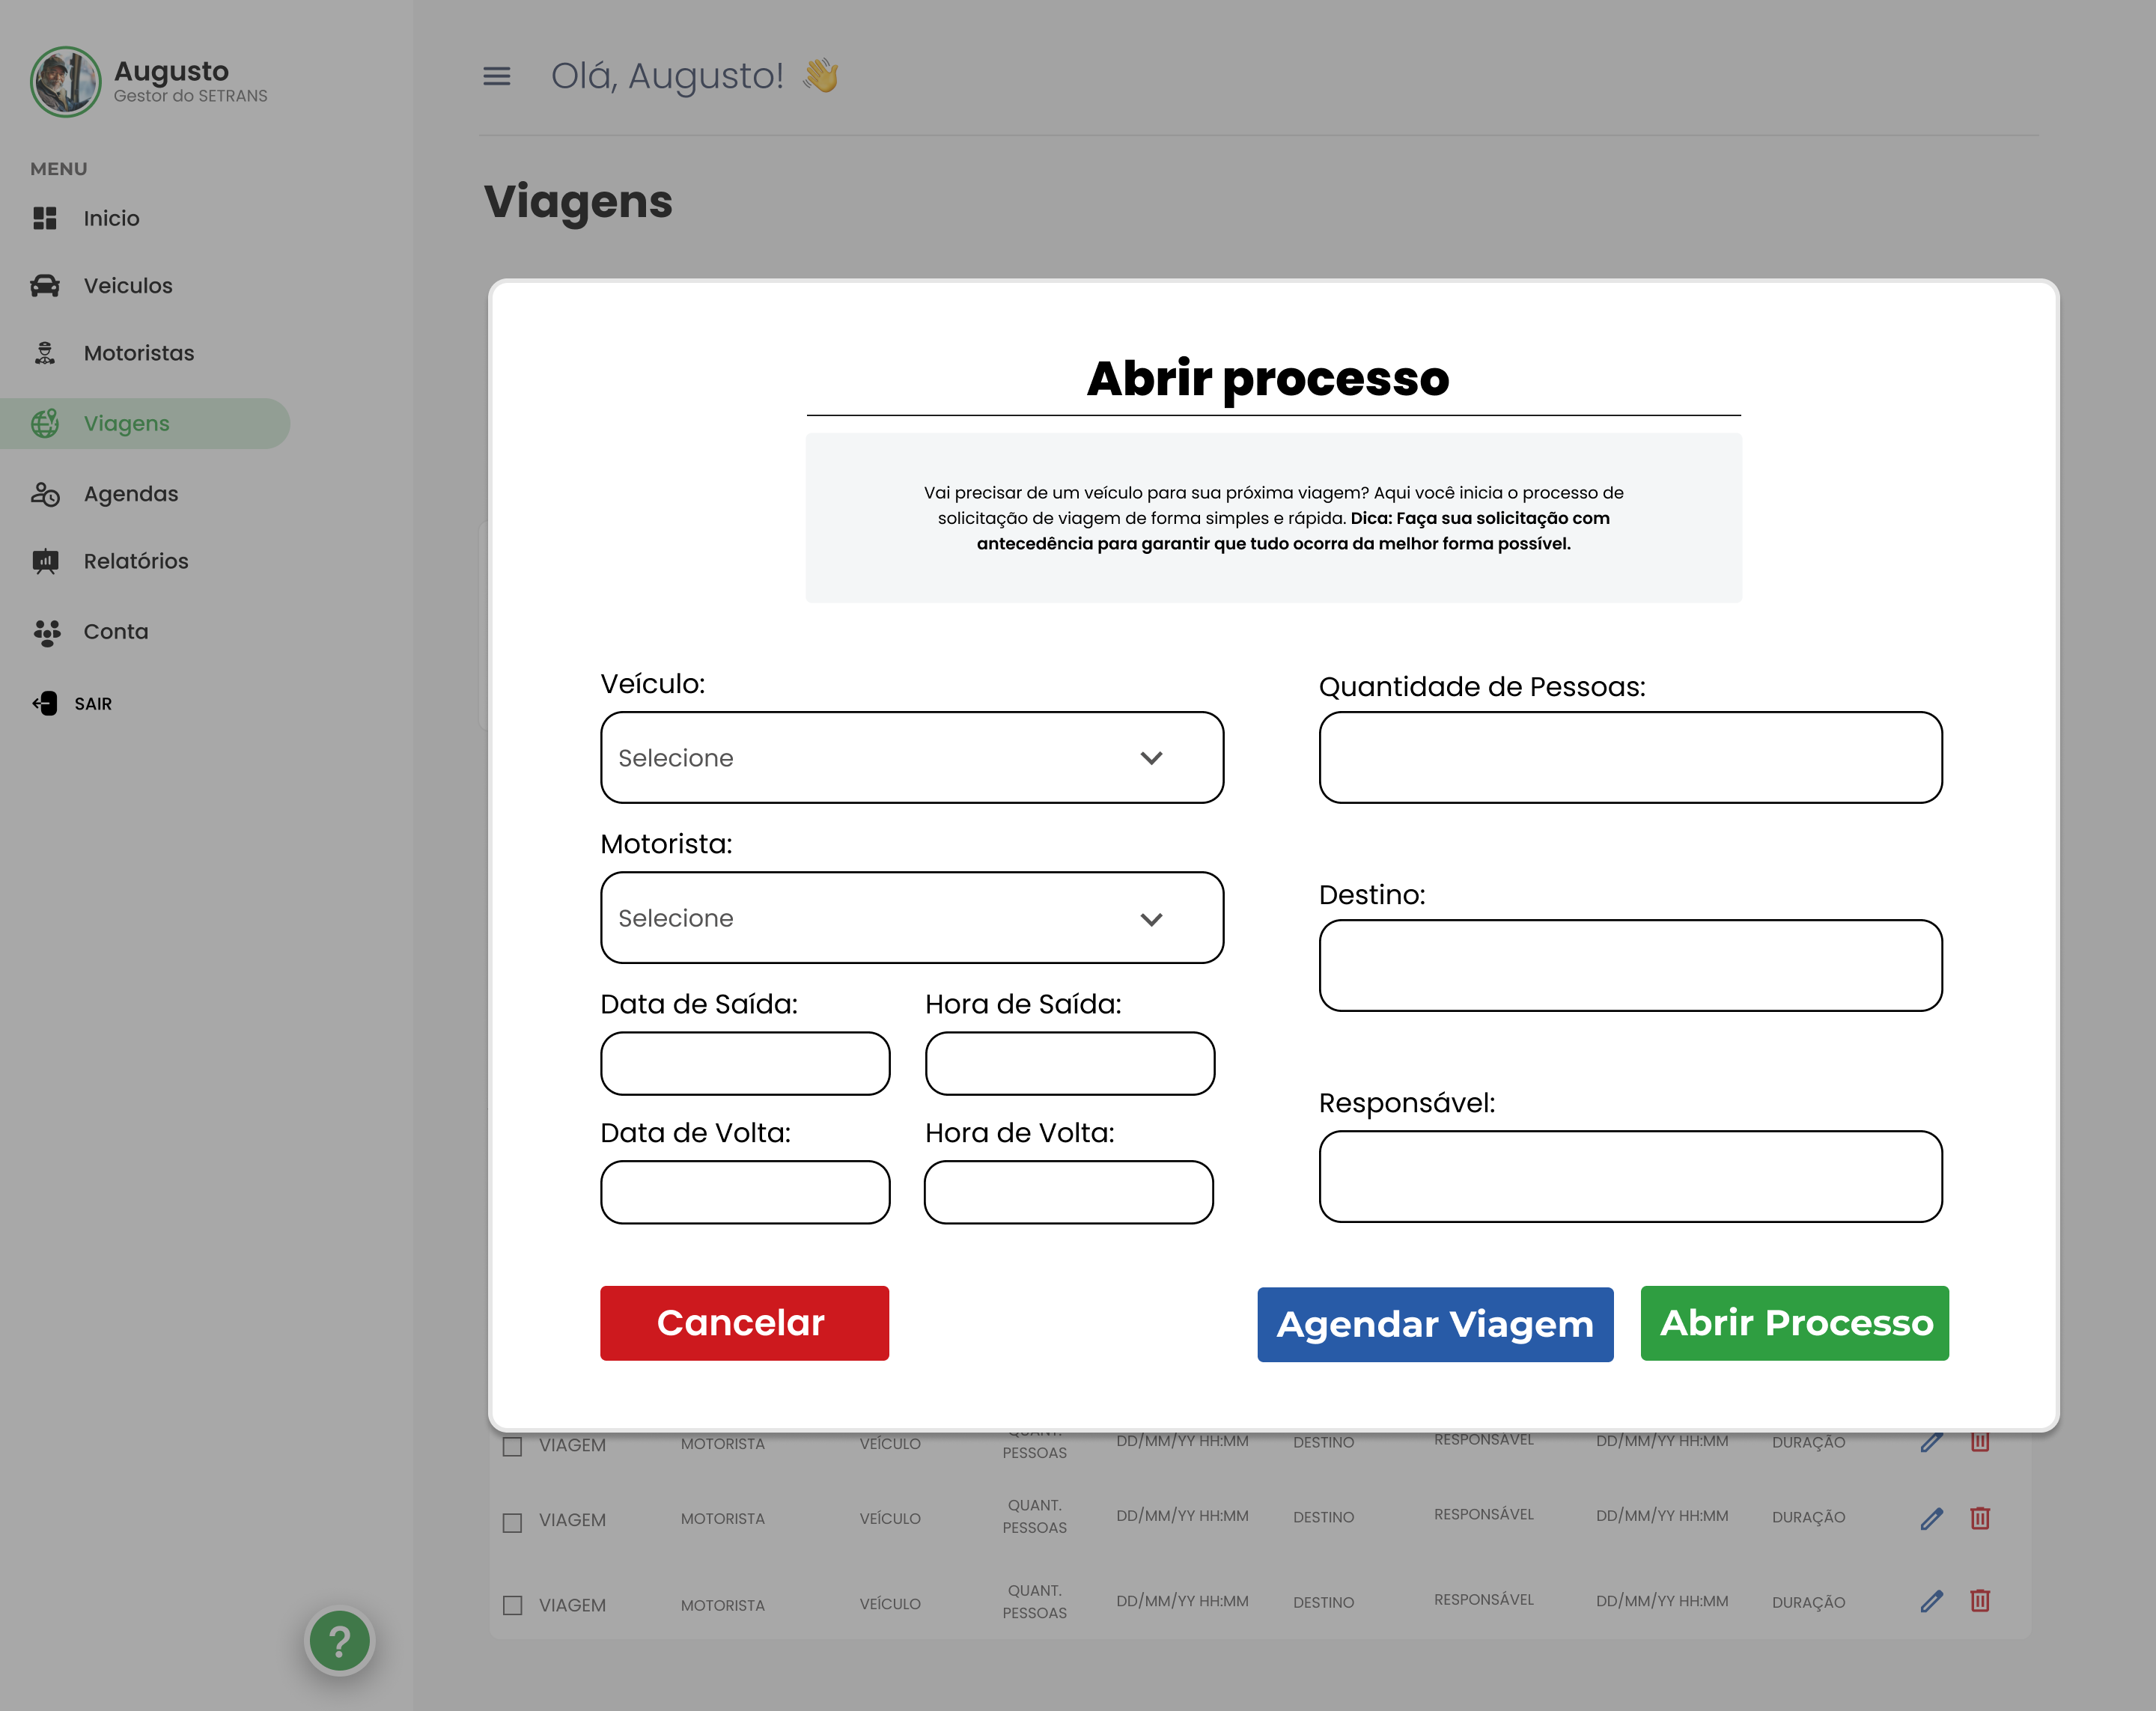 Augusto
Gestor do SETRANS
MENU
Inicio
Veiculos
Motoristas
Viagens
Agendas
Relatórios
Conta
SAIR
?
Olá, Augusto! 👋
Viagens
Abrir processo
Vai precisar de um veículo para sua próxima viagem? Aqui você inicia o processo de
solicitação de viagem de forma simples e rápida. Dica: Faça sua solicitação com
antecedência para garantir que tudo ocorra da melhor forma possível.
Veículo:
Selecione
Motorista:
Selecione
Data de Saída:
Hora de Saída:
Data de Volta:
Hora de Volta:
Quantidade de Pessoas:
Destino:
Responsável:
Cancelar
Agendar Viagem
Abrir Processo
VIAGEM MOTORISTA VEÍCULO QUANT. PESSOAS DD/MM/YY HH:MM DESTINO RESPONSÁVEL DD/MM/YY HH:MM DURAÇÃO
VIAGEM MOTORISTA VEÍCULO QUANT. PESSOAS DD/MM/YY HH:MM DESTINO RESPONSÁVEL DD/MM/YY HH:MM DURAÇÃO
VIAGEM MOTORISTA VEÍCULO QUANT. PESSOAS DD/MM/YY HH:MM DESTINO RESPONSÁVEL DD/MM/YY HH:MM DURAÇÃO